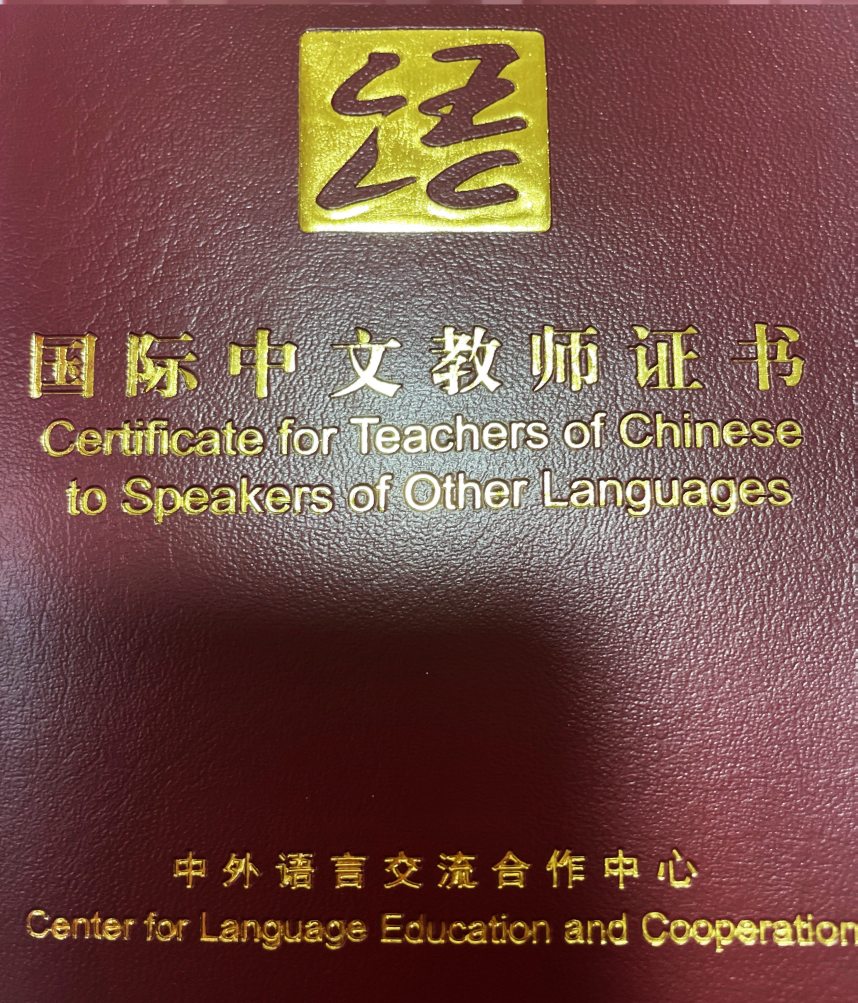 国际中文教师证书
Certificate for Teachers of Chinese
to Speakers of Other Languages
中外语言交流合作中心
Center for Language Education and Cooperation